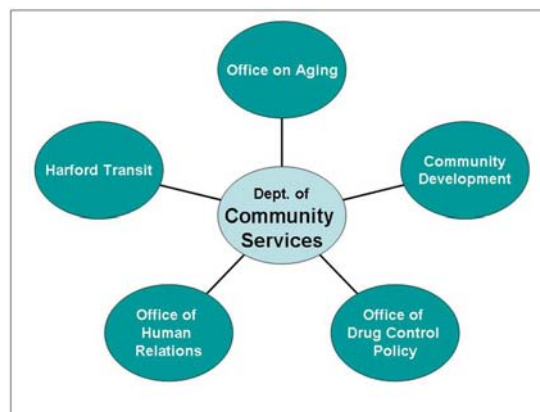 Office on Aging
Harford Transit
Community
Development
Dept. of
Community
Services
Office of
Human
Relations
Office of
Drug Control
Policy